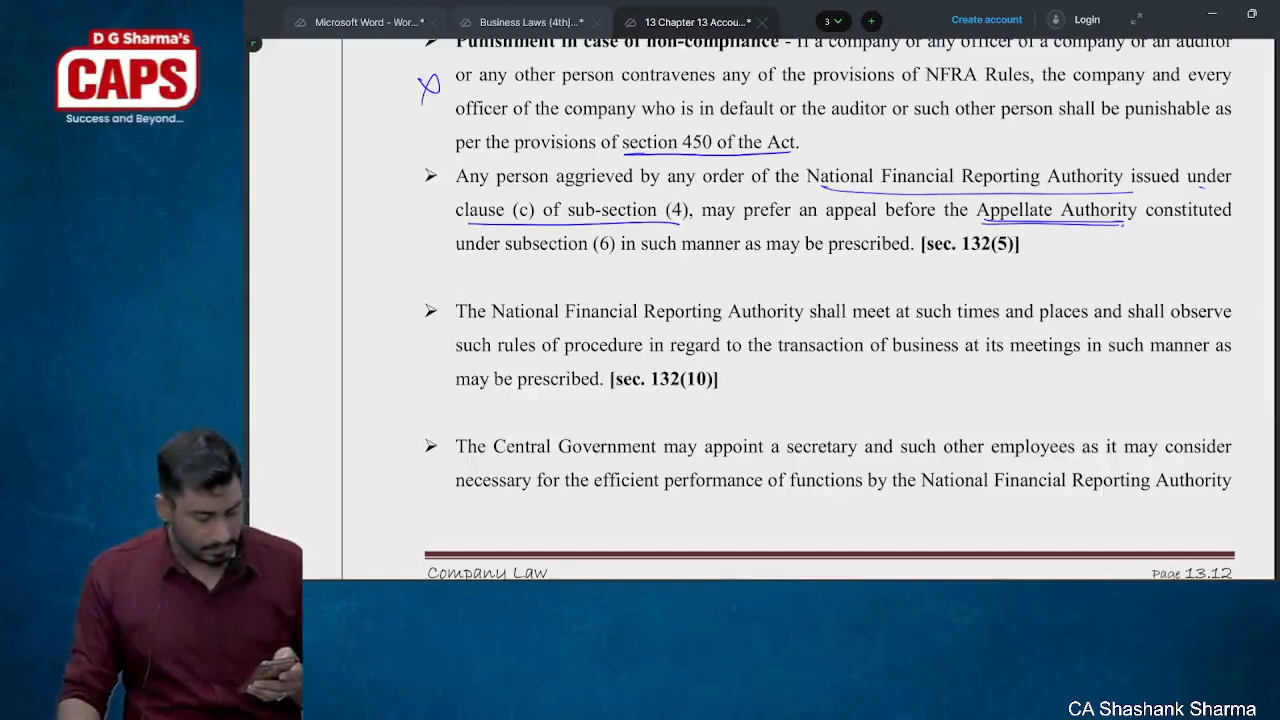 D G Sharma's
CAPS
Success and Beyond...
Microsoft Word - Wor...*
Business Laws (4th]...*
13 Chapter 13 Accou...*
3
Create account
Login
Punishment in case of non-compliance - If a company or any officer of a company or an auditor
or any other person contravenes any of the provisions of NFRA Rules, the company and every
officer of the company who is in default or the auditor or such other person shall be punishable as
per the provisions of section 450 of the Act.
Any person aggrieved by any order of the National Financial Reporting Authority issued under
clause (c) of sub-section (4), may prefer an appeal before the Appellate Authority constituted
under subsection (6) in such manner as may be prescribed. [sec. 132(5)]
The National Financial Reporting Authority shall meet at such times and places and shall observe
such rules of procedure in regard to the transaction of business at its meetings in such manner as
may be prescribed. [sec. 132(10)]
The Central Government may appoint a secretary and such other employees as it may consider
necessary for the efficient performance of functions by the National Financial Reporting Authority
Company Law
Page 13.12
CA Shashank Sharma